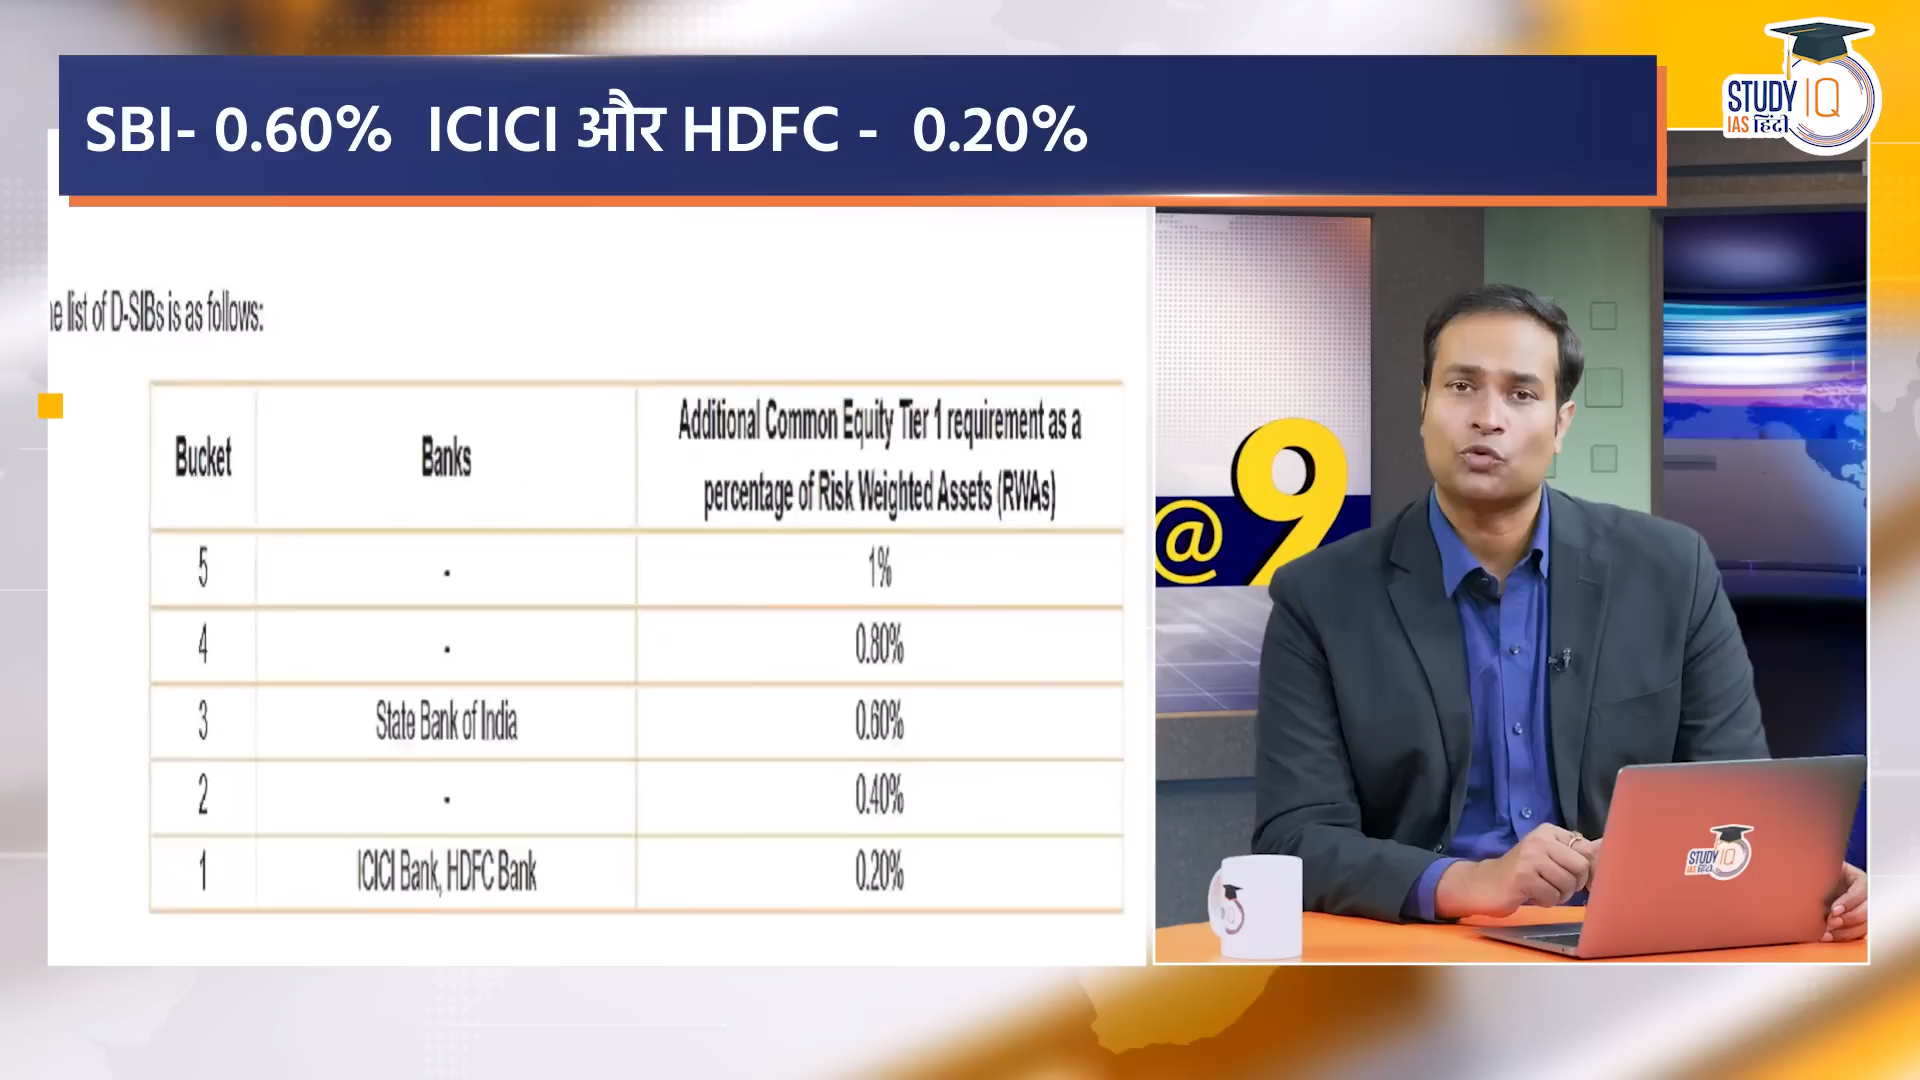 SBI- 0.60% ICICI और HDFC - 0.20%
STUDY IQ
IAS हिंदी
e list of D-SIBs is as follows:
Bucket Banks Additional Common Equity Tier 1 requirement as a
percentage of Risk Weighted Assets (RWAs)
5 - 1%
4 - 0.80%
3 State Bank of India 0.60%
2 - 0.40%
1 ICICI Bank, HDFC Bank 0.20%
@9
STUDY IQ
IAS हिंदी